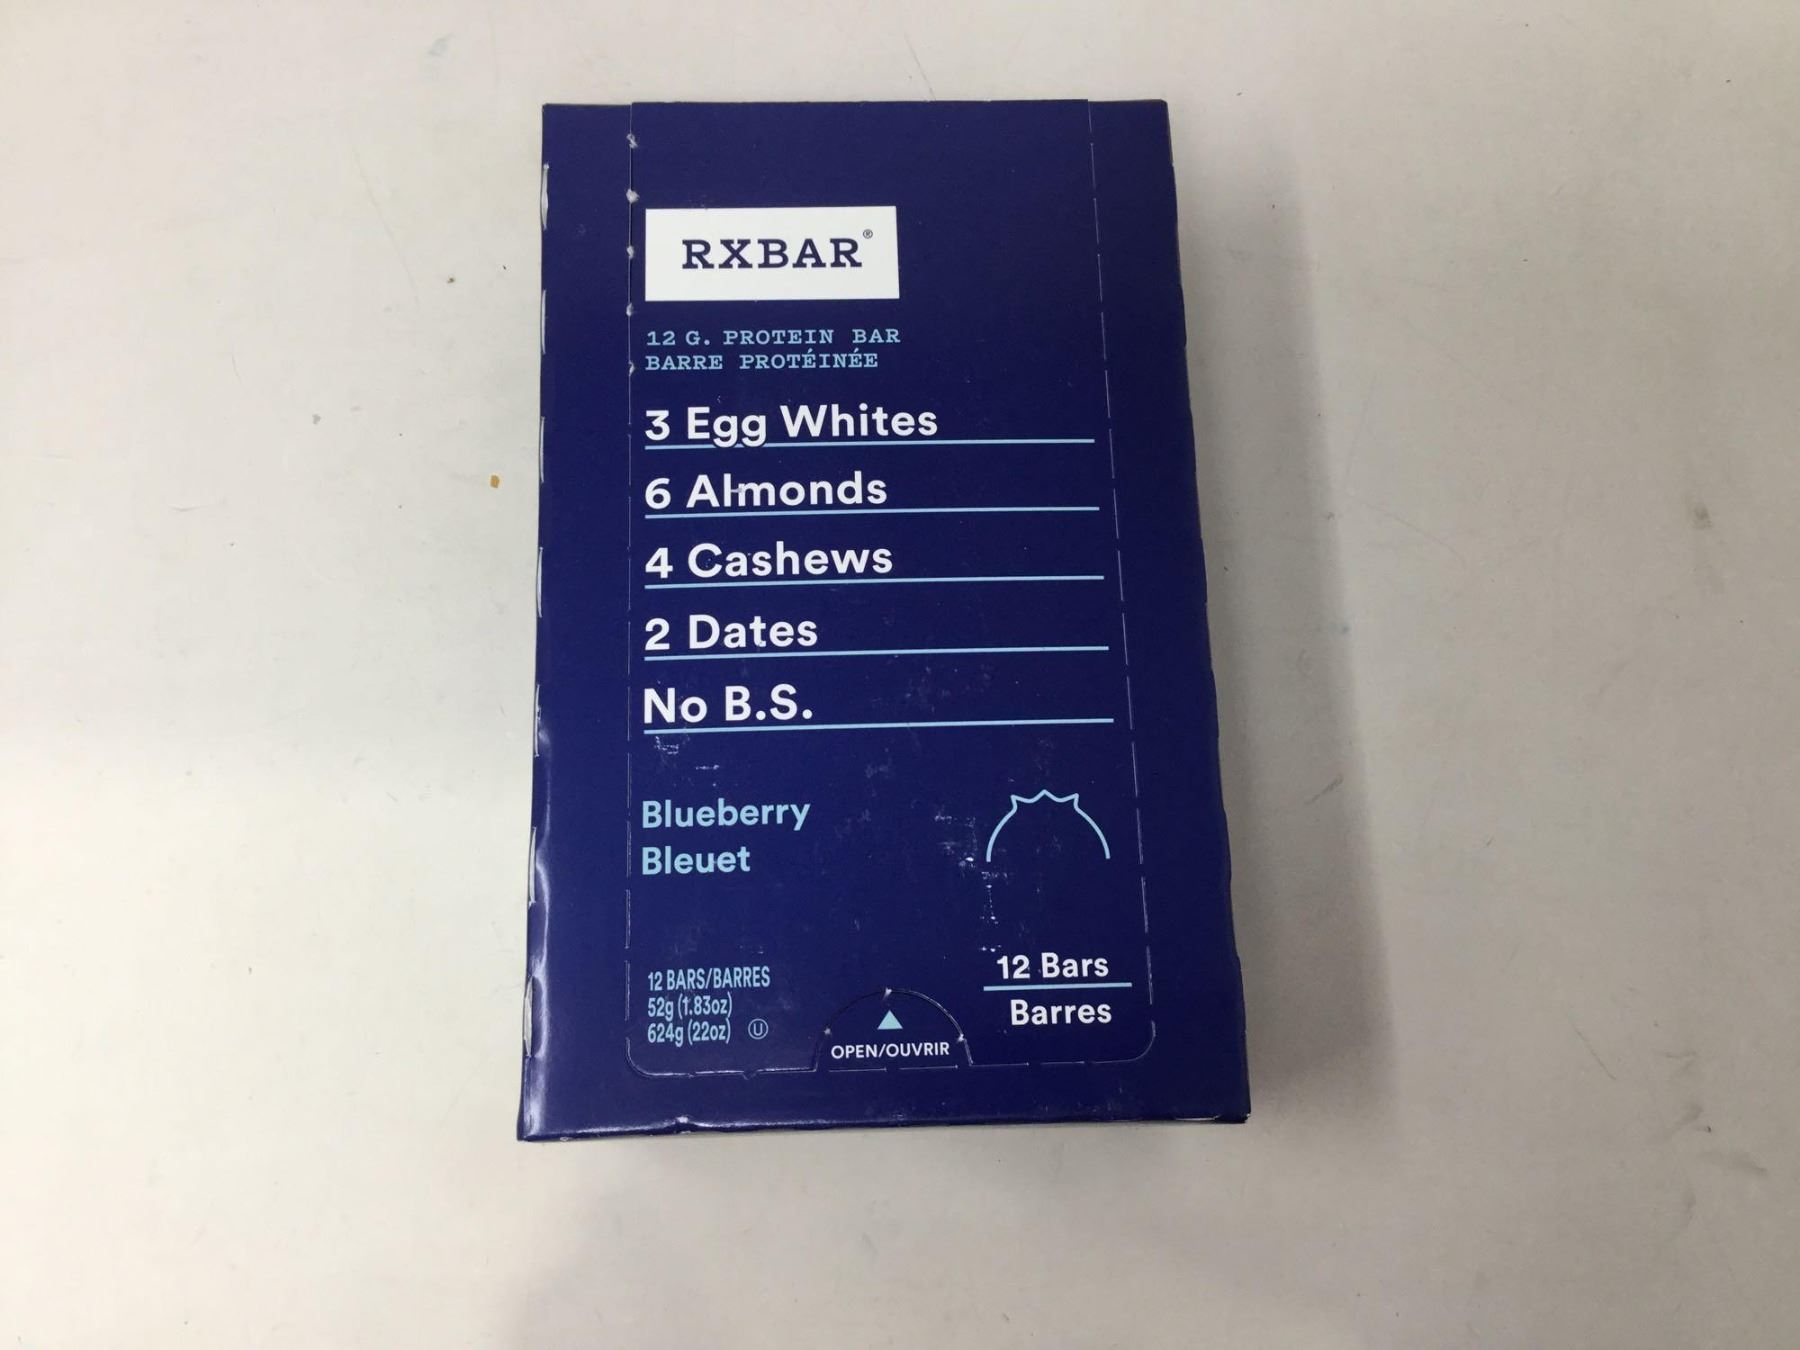 RXBAR®
12 G. PROTEIN BAR
BARRE PROTÉINÉE
3 Egg Whites
6 Almonds
4 Cashews
2 Dates
No B.S.
Blueberry
Bleuet
12 BARS/BARRES
52g (1.83oz)
624g (22oz) U
OPEN/OUVRIR
12 Bars
Barres